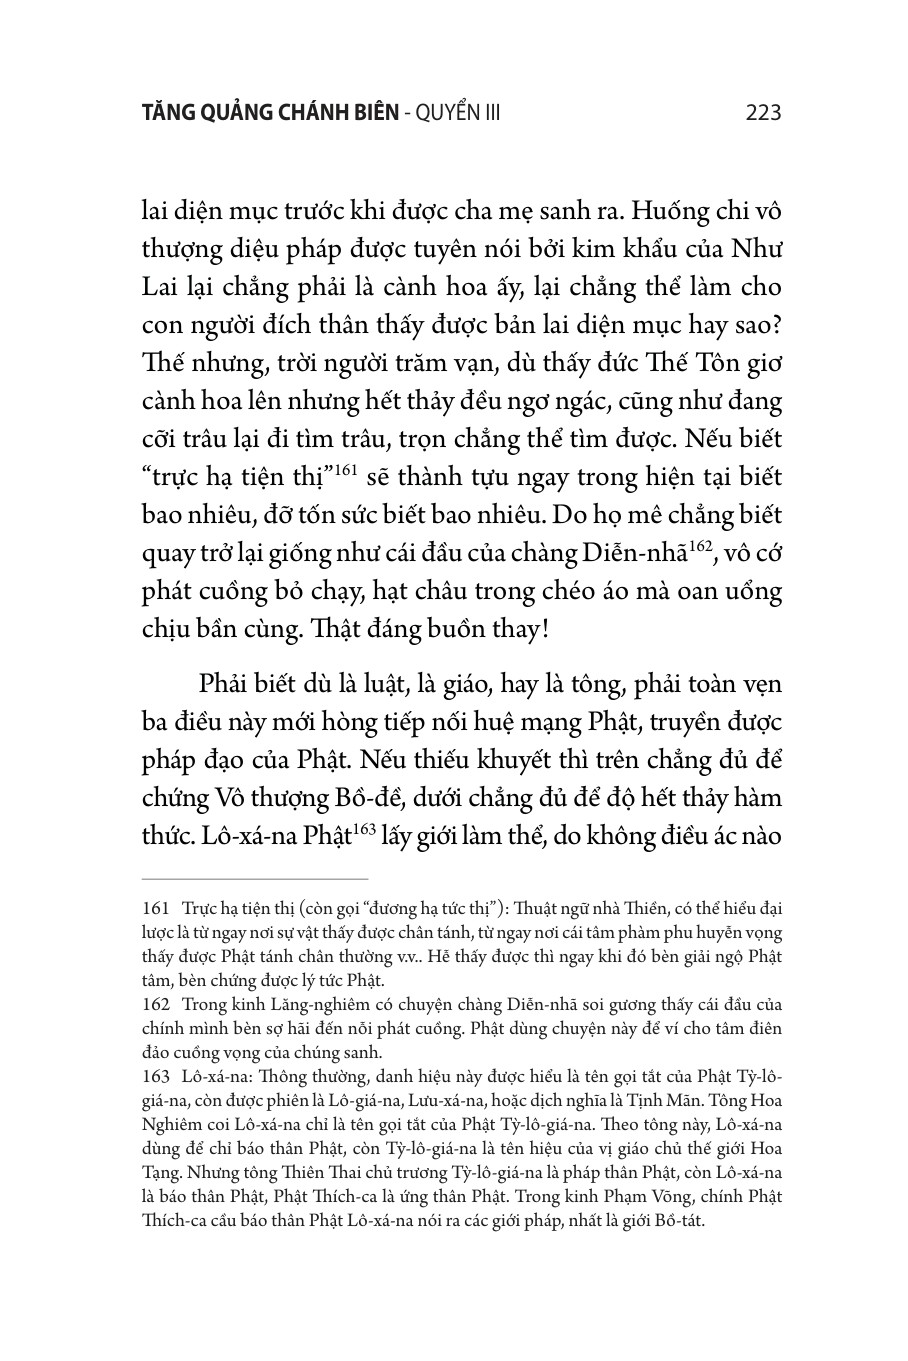 TĂNG QUẢNG CHÁNH BIÊN - QUYỂN III 223
lai diện mục trước khi được cha mẹ sanh ra. Huống chi vô
thượng diệu pháp được tuyên nói bởi kim khẩu của Như
Lai lại chẳng phải là cành hoa ấy, lại chẳng thể làm cho
con người đích thân thấy được bản lai diện mục hay sao?
Thế nhưng, trời người trăm vạn, dù thấy đức Thế Tôn giơ
cành hoa lên nhưng hết thảy đều ngơ ngác, cũng như đang
cỡi trâu lại đi tìm trâu, trọn chẳng thể tìm được. Nếu biết
“trực hạ tiện thị”161 sẽ thành tựu ngay trong hiện tại biết
bao nhiêu, đỡ tốn sức biết bao nhiêu. Do họ mê chẳng biết
quay trở lại giống như cái đầu của chàng Diễn-nhã162, vô cớ
phát cuồng bỏ chạy, hạt châu trong chéo áo mà oan uổng
chịu bần cùng. Thật đáng buồn thay!
Phải biết dù là luật, là giáo, hay là tông, phải toàn vẹn
ba điều này mới hòng tiếp nối huệ mạng Phật, truyền được
pháp đạo của Phật. Nếu thiếu khuyết thì trên chẳng đủ để
chứng Vô thượng Bồ-đề, dưới chẳng đủ để độ hết thảy hàm
thức. Lô-xá-na Phật163 lấy giới làm thể, do không điều ác nào
161 Trực hạ tiện thị (còn gọi “đương hạ tức thị”): Thuật ngữ nhà Thiền, có thể hiểu đại
lược là từ ngay nơi sự vật thấy được chân tánh, từ ngay nơi cái tâm phàm phu huyễn vọng
thấy được Phật tánh chân thường v.v.. Hễ thấy được thì ngay khi đó bèn giải ngộ Phật
tâm, bèn chứng được lý tức Phật.
162 Trong kinh Lăng-nghiêm có chuyện chàng Diễn-nhã soi gương thấy cái đầu của
chính mình bèn sợ hãi đến nỗi phát cuồng. Phật dùng chuyện này để ví cho tâm điên
đảo cuồng vọng của chúng sanh.
163 Lô-xá-na: Thông thường, danh hiệu này được hiểu là tên gọi tắt của Phật Tỳ-lô-
giá-na, còn được phiên là Lô-giá-na, Lưu-xá-na, hoặc dịch nghĩa là Tịnh Mãn. Tông Hoa
Nghiêm coi Lô-xá-na chỉ là tên gọi tắt của Phật Tỳ-lô-giá-na. Theo tông này, Lô-xá-na
dùng để chỉ báo thân Phật, còn Tỳ-lô-giá-na là tên hiệu của vị giáo chủ thế giới Hoa
Tạng. Nhưng tông Thiên Thai chủ trương Tỳ-lô-giá-na là pháp thân Phật, còn Lô-xá-na
là báo thân Phật, Phật Thích-ca là ứng thân Phật. Trong kinh Phạm Võng, chính Phật
Thích-ca cầu báo thân Phật Lô-xá-na nói ra các giới pháp, nhất là giới Bồ-tát.